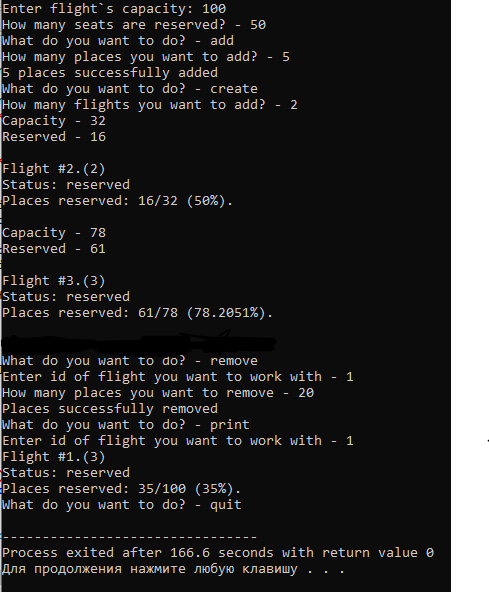 Enter flight`s capacity: 100
How many seats are reserved? - 50
What do you want to do? - add
How many places you want to add? - 5
5 places successfully added
What do you want to do? - create
How many flights you want to add? - 2
Capacity - 32
Reserved - 16
Flight #2.(2)
Status: reserved
Places reserved: 16/32 (50%).
Capacity - 78
Reserved - 61
Flight #3.(3)
Status: reserved
Places reserved: 61/78 (78.2051%).
What do you want to do? - remove
Enter id of flight you want to work with - 1
How many places you want to remove - 20
Places successfully removed
What do you want to do? - print
Enter id of flight you want to work with - 1
Flight #1.(3)
Status: reserved
Places reserved: 35/100 (35%).
What do you want to do? - quit
--------------------------------
Process exited after 166.6 seconds with return value 0
Для продолжения нажмите любую клавишу . . .